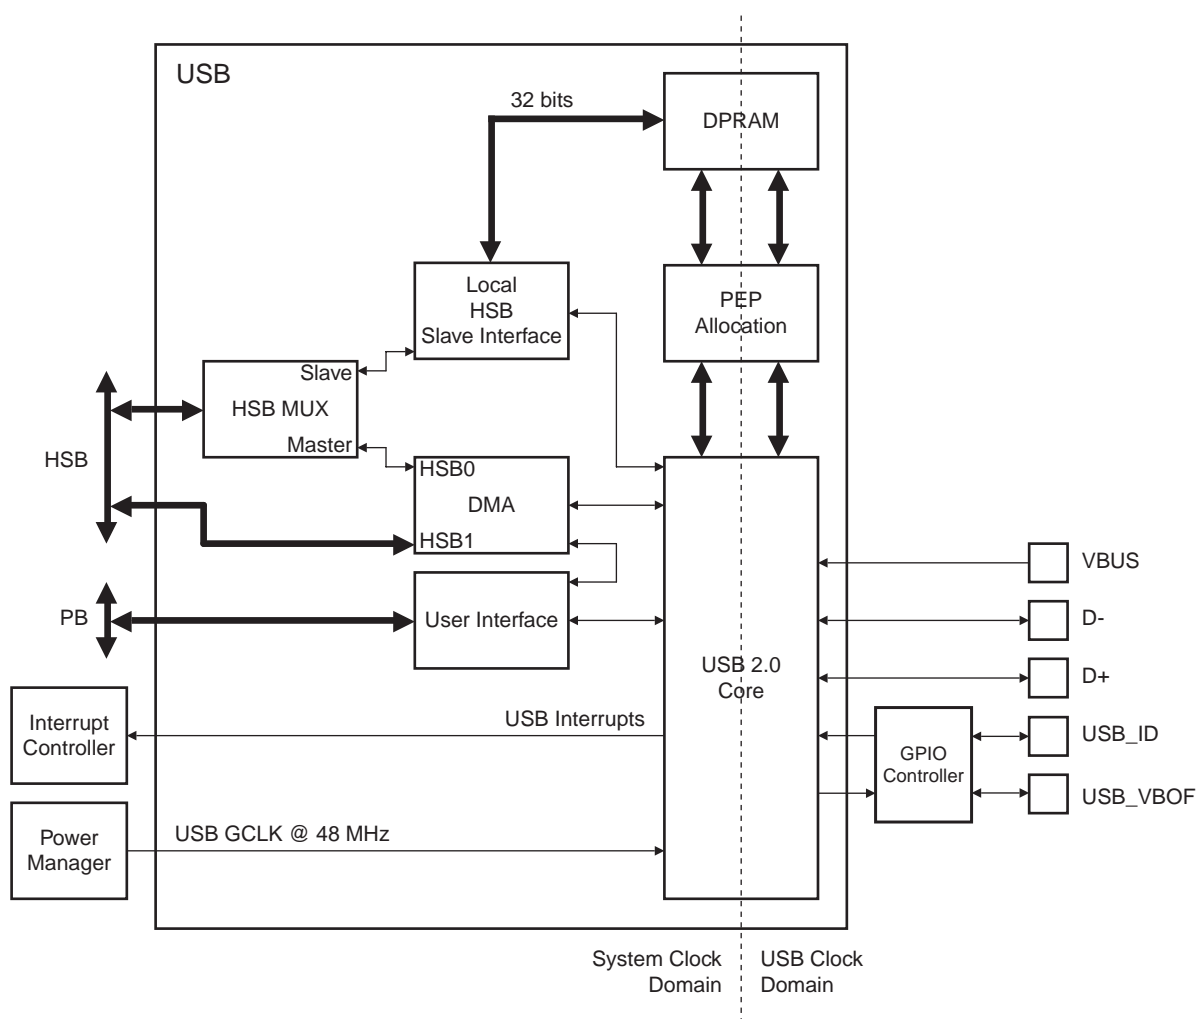 USB
32 bits
DPRAM
Local
HSB
Slave Interface
PEP
Allocation
Slave
HSB MUX
Master
HSB
HSB0
DMA
HSB1
PB
User Interface
VBUS
D-
D+
USB 2.0
Core
USB_ID
USB_VBOF
GPIO
Controller
Interrupt
Controller
USB Interrupts
Power
Manager
USB GCLK @ 48 MHz
System Clock
Domain
USB Clock
Domain